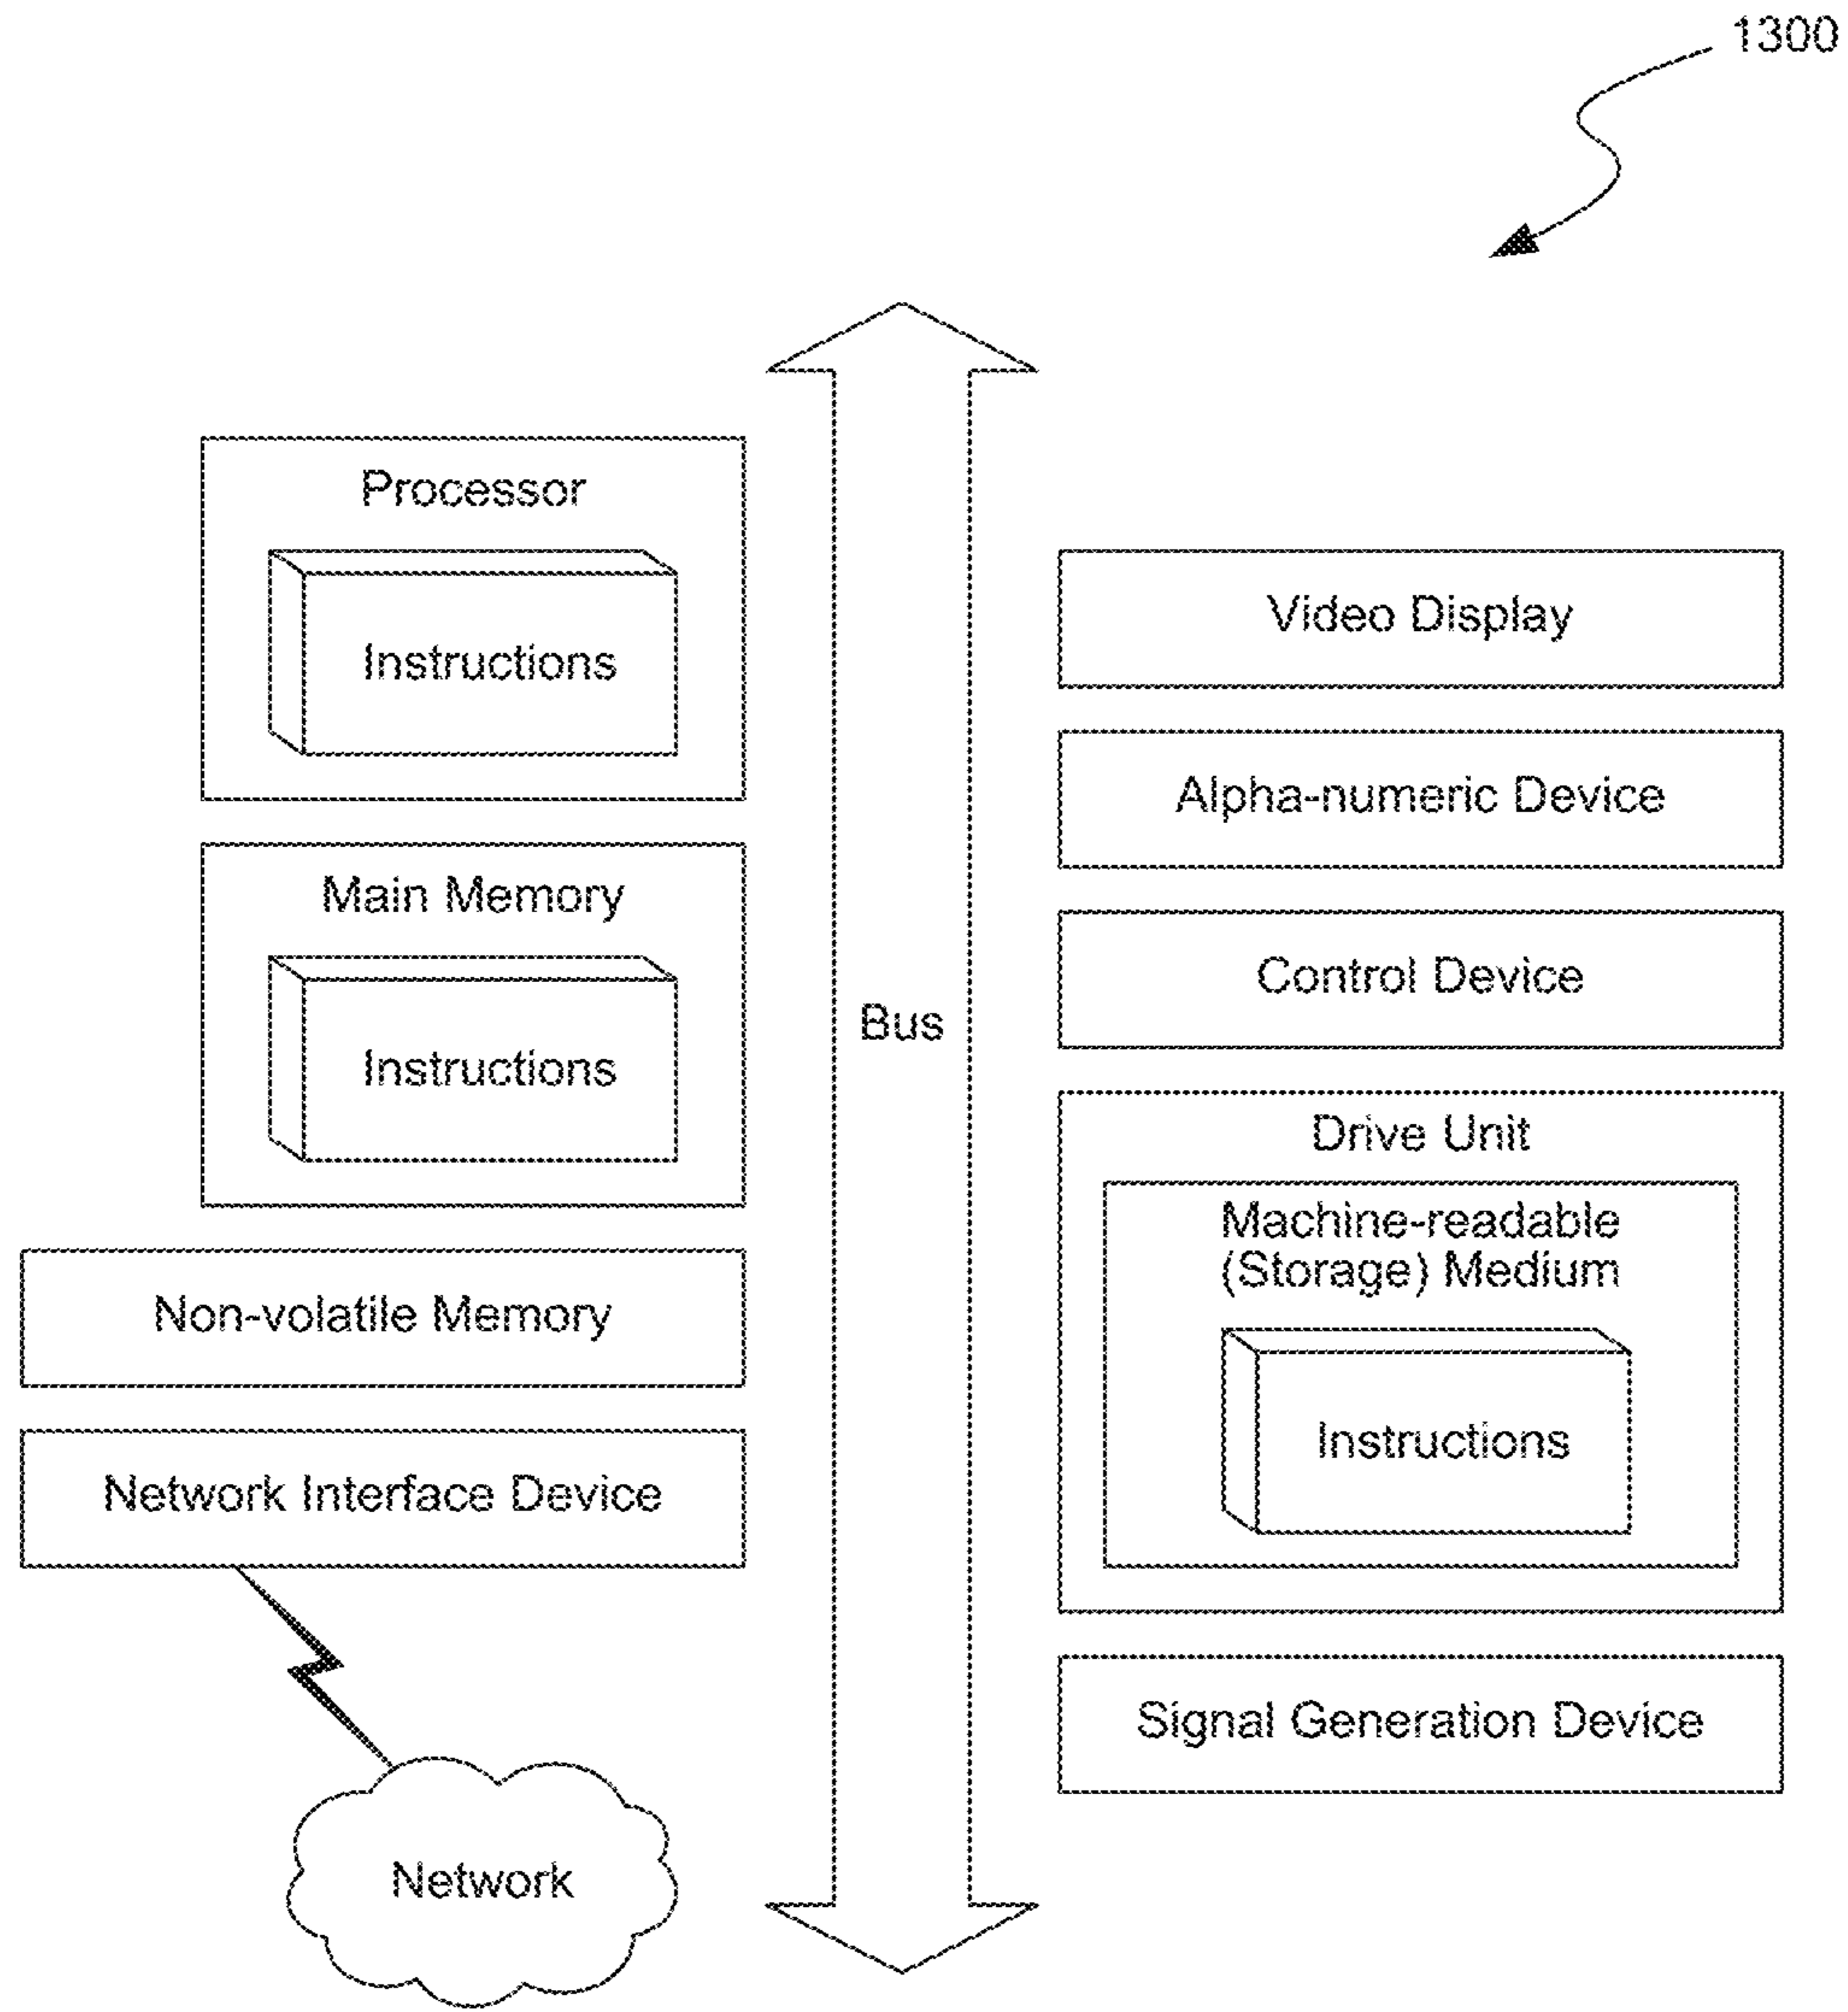 1300
Processor
Instructions
Main Memory
Instructions
Non-volatile Memory
Network Interface Device
Network
Bus
Video Display
Alpha-numeric Device
Control Device
Drive Unit
Machine-readable
(Storage) Medium
Instructions
Signal Generation Device